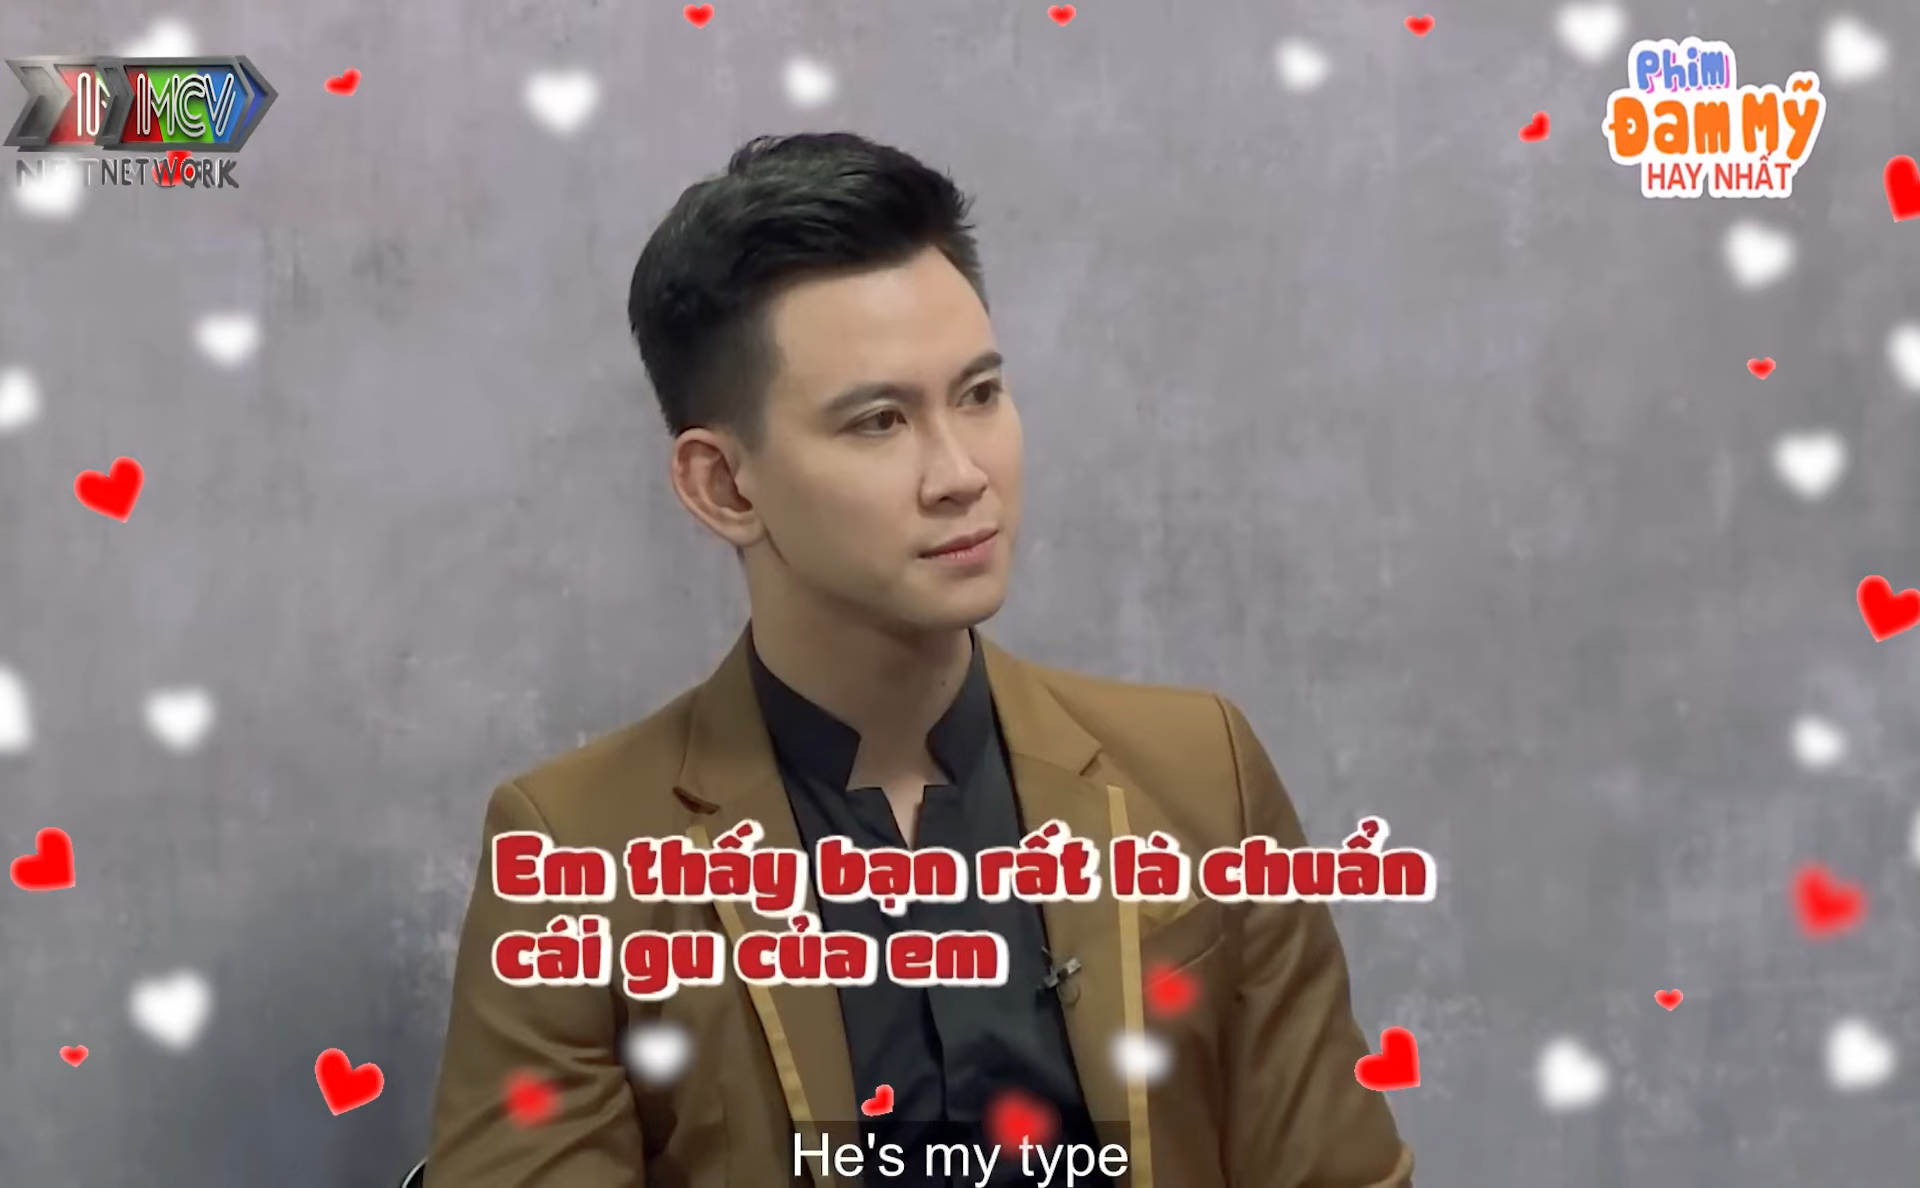 MCV
NETWORK
Phim
Đam Mỹ
HAY NHẤT
Em thấy bạn rất là chuẩn
cái gu của em
He's my type